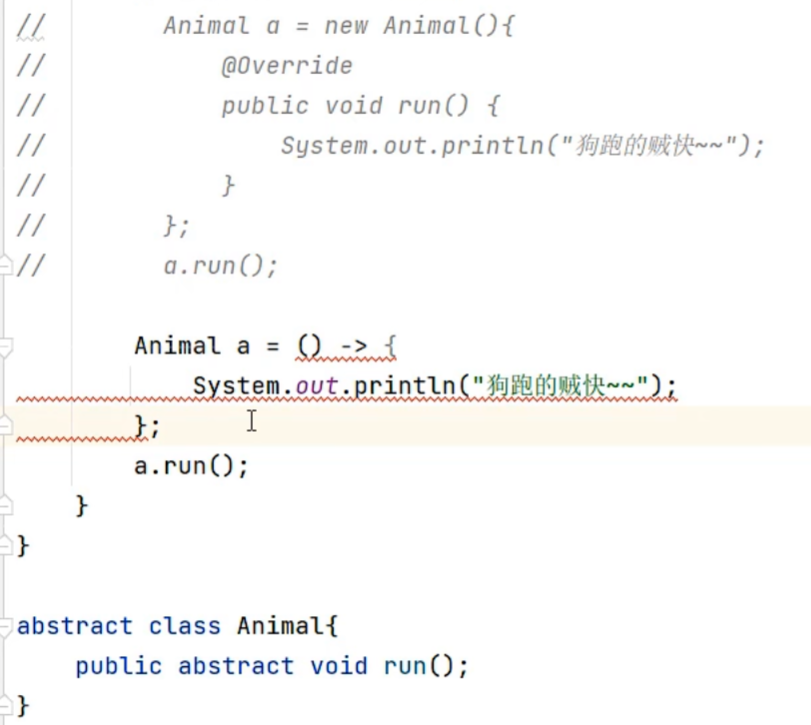 //        Animal a = new Animal(){
//            @Override
//            public void run() {
//                System.out.println("狗跑的贼快~~");
//            }
//        };
//        a.run();
        Animal a = () -> {
            System.out.println("狗跑的贼快~~");
        };
        a.run();
    }
}
abstract class Animal{
    public abstract void run();
}